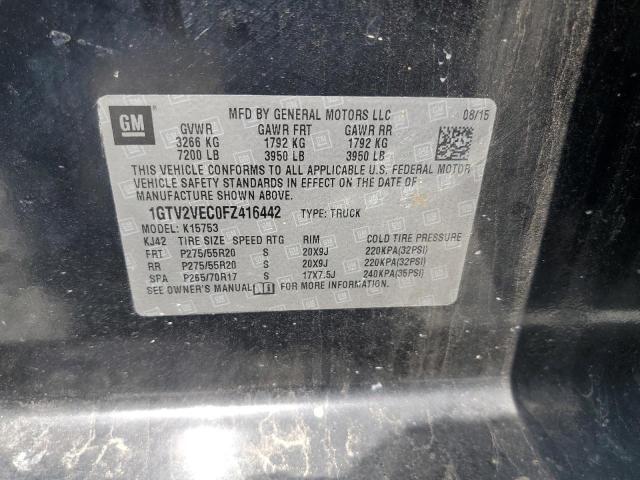 GM
MFD BY GENERAL MOTORS LLC 08/15
GVWR GAWR FRT GAWR RR
3266 KG 1792 KG 1792 KG
7200 LB 3950 LB 3950 LB
THIS VEHICLE CONFORMS TO ALL APPLICABLE U.S. FEDERAL MOTOR
VEHICLE SAFETY STANDARDS IN EFFECT ON THE DATE OF
MANUFACTURE SHOWN ABOVE.
1GTV2VEC0FZ416442 TYPE: TRUCK
MODEL: K15753
KJ42 TIRE SIZE SPEED RTG RIM COLD TIRE PRESSURE
FRT P275/55R20 S 20X9J 220KPA(32PSI)
RR P275/55R20 S 20X9J 220KPA(32PSI)
SPA P265/70R17 S 17X7.5J 240KPA(35PSI)
SEE OWNER'S MANUAL FOR MORE INFORMATION.